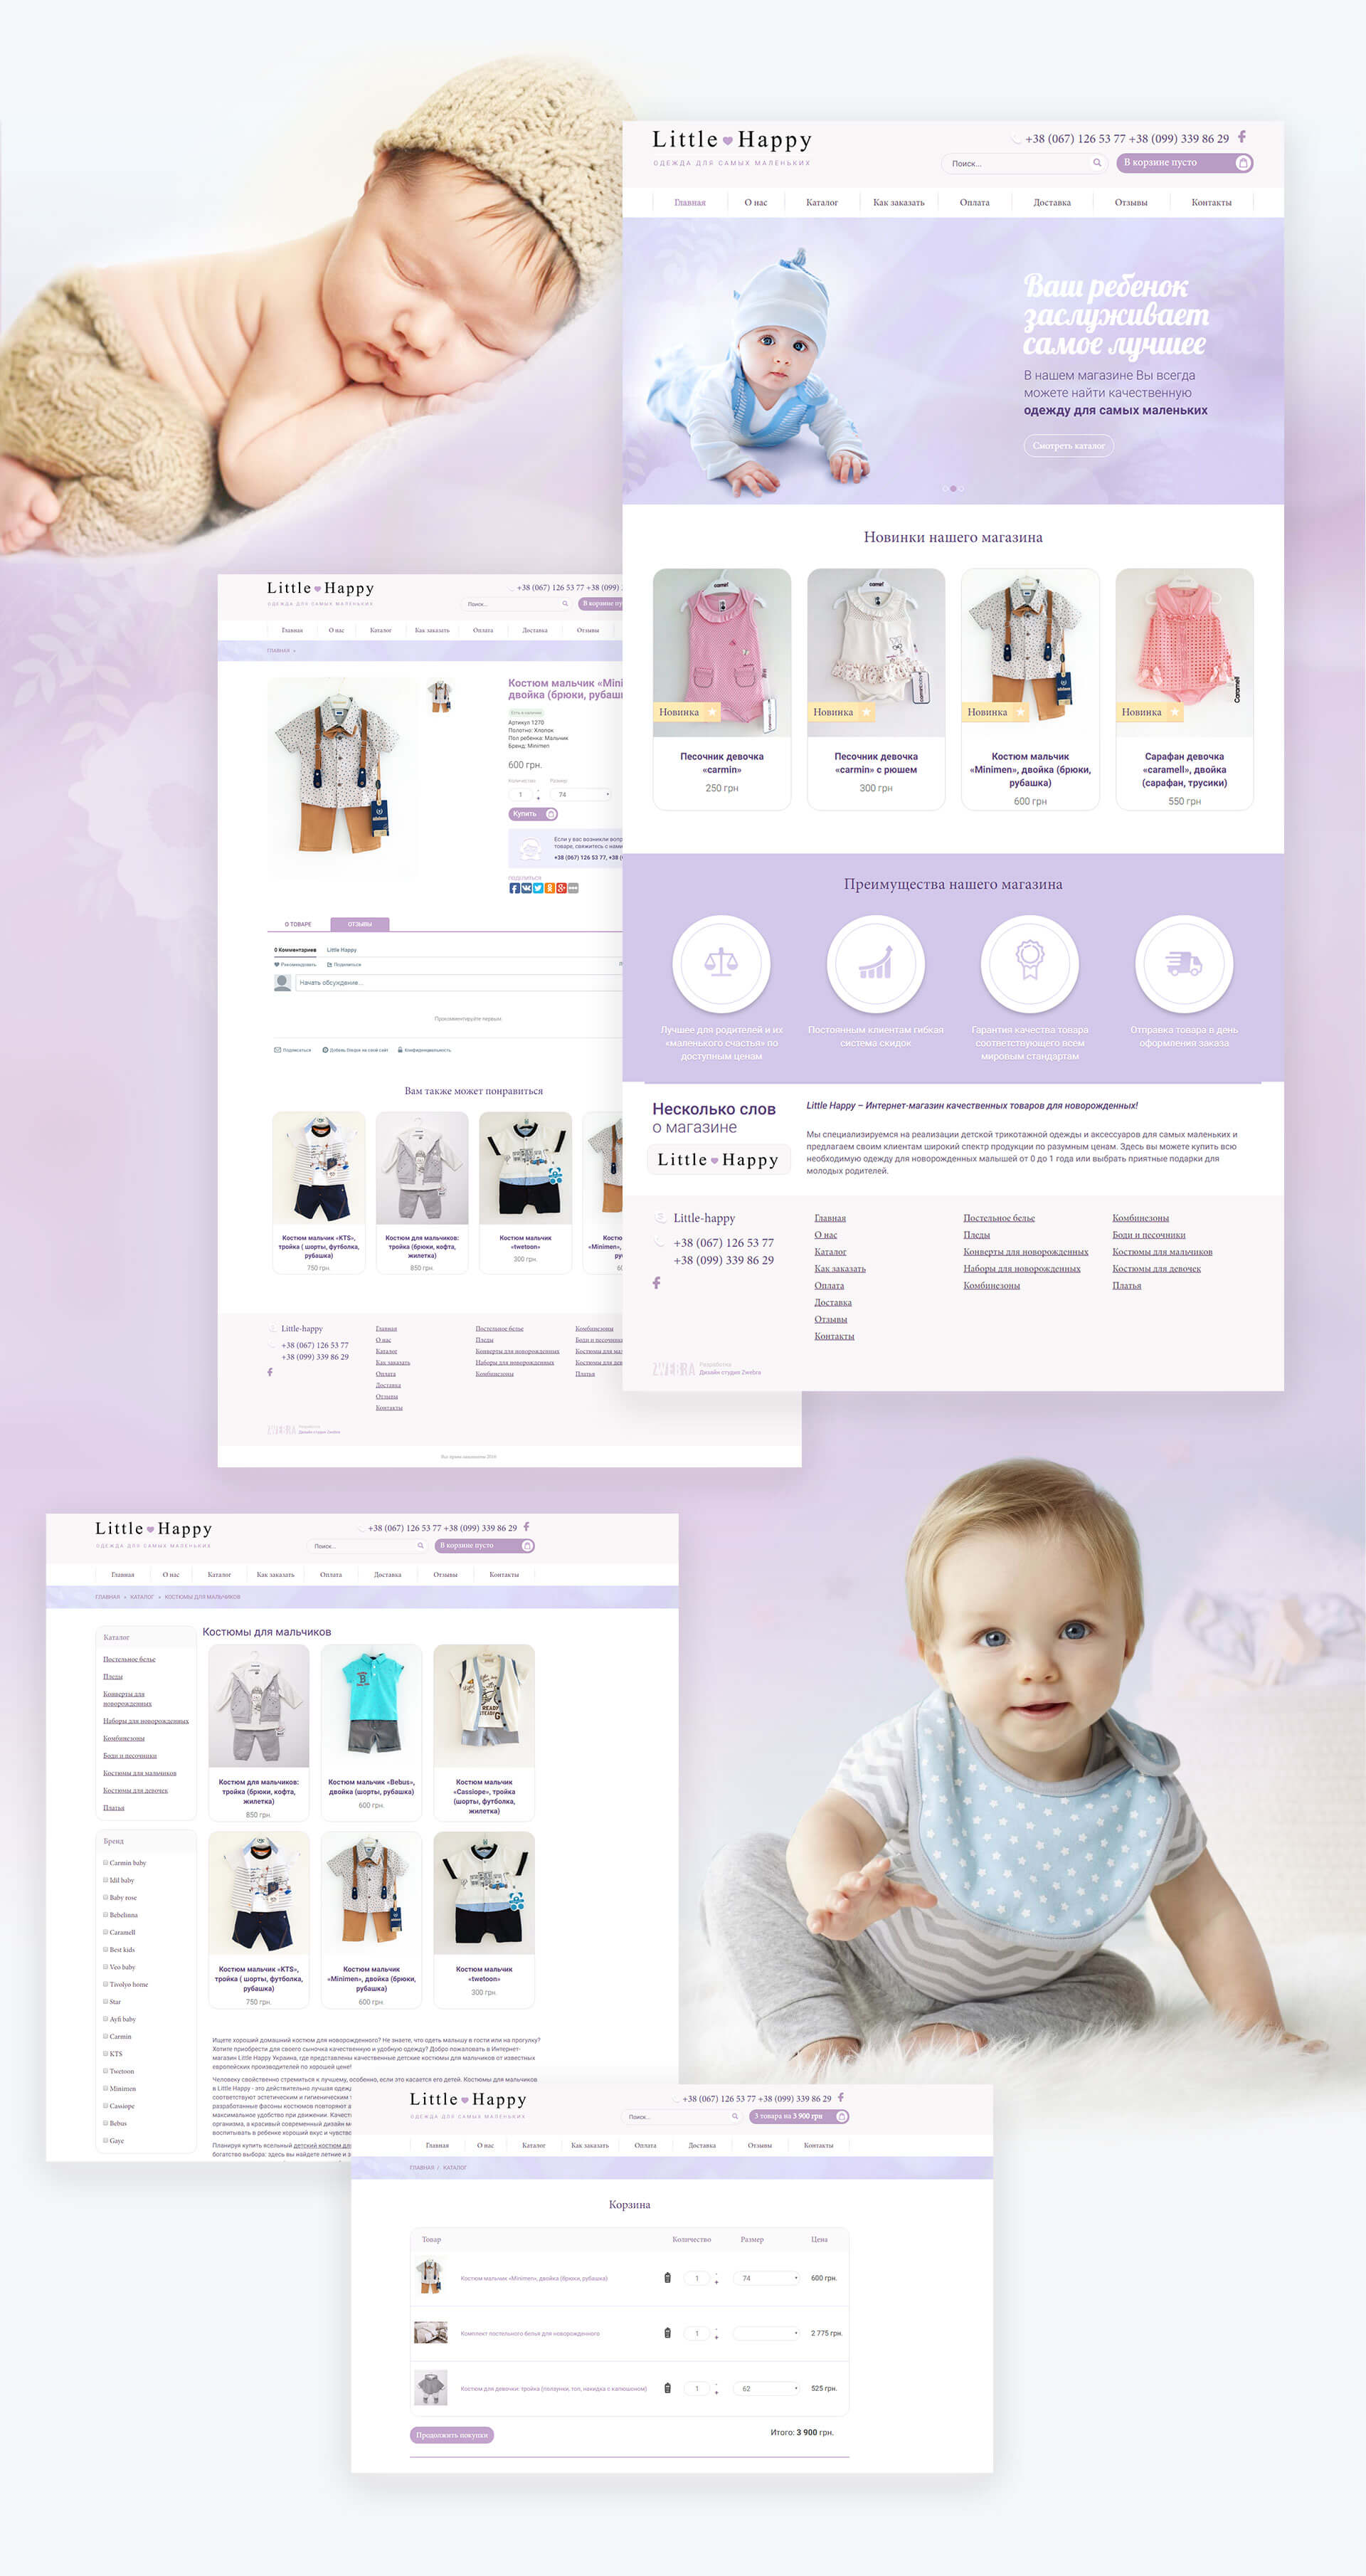 Little Happy
ОДЕЖДА ДЛЯ САМЫХ МАЛЕНЬКИХ
+38 (067) 126 53 77 +38 (099) 339 86 29
Поиск...
В корзине пусто
Главная
О нас
Каталог
Как заказать
Оплата
Доставка
Отзывы
Контакты
Ваш ребенок
заслуживает
самое лучшее
В нашем магазине Вы всегда
можете найти качественную
одежду для самых маленьких
Смотреть каталог
Новинки нашего магазина
Новинка
Новинка
Новинка
Новинка
Caramell
Песочник девочка
«carmin»
250 грн
Песочник девочка
«carmin» с рюшем
300 грн
Костюм мальчик
«Minimen», двойка (брюки,
рубашка)
600 грн
Сарафан девочка
«caramell», двойка
(сарафан, трусики)
550 грн
Преимущества нашего магазина
Лучшее для родителей и их
«маленького счастья» по
доступным ценам
Постоянным клиентам гибкая
система скидок
Гарантия качества товара
соответствующего всем
мировым стандартам
Отправка товара в день
оформления заказа
Несколько слов
о магазине
Little Happy
Little Happy – Интернет-магазин качественных товаров для новорожденных!
Мы специализируемся на реализации детской трикотажной одежды и аксессуаров для самых маленьких и
предлагаем своим клиентам широкий спектр продукции по разумным ценам. Здесь вы можете купить всю
необходимую одежду для новорожденных малышей от 0 до 1 года или выбрать приятные подарки для
молодых родителей.
Little-happy
+38 (067) 126 53 77
+38 (099) 339 86 29
Главная
О нас
Каталог
Как заказать
Оплата
Доставка
Отзывы
Контакты
Постельное белье
Пледы
Конверты для новорожденных
Наборы для новорожденных
Комбинезоны
Комбинезоны
Боди и песочники
Костюмы для мальчиков
Костюмы для девочек
Платья
Разработка
Дизайн студия Zwebra
Little Happy
ОДЕЖДА ДЛЯ САМЫХ МАЛЕНЬКИХ
+38 (067) 126 53 77 +38 (099)
Поиск...
В корзине пу
Главная
О нас
Каталог
Как заказать
Оплата
Доставка
Отзывы
ГЛАВНАЯ »
Костюм мальчик «Mini
двойка (брюки, рубаш
Есть в наличии
Артикул 1270
Полотно: Хлопок
Пол ребенка: Мальчик
Бренд: Minimen
600 грн.
Количество
Размер
1
74
Купить
Если у вас возникли вопр
товаре, свяжитесь с нами
+38 (067) 126 53 77, +38 (
ПОДЕЛИТЬСЯ
О ТОВАРЕ
ОТЗЫВЫ
0 Комментариев
Little Happy
Рекомендовать
Поделиться
Начать обсуждение...
Прокомментируйте первым.
Подписаться
Добавь Disqus на свой сайт
Конфиденциальность
Вам также может понравиться
Костюм мальчик «KTS»,
тройка ( шорты, футболка,
рубашка)
750 грн.
Костюм для мальчиков:
тройка (брюки, кофта,
жилетка)
850 грн.
Костюм мальчик
«twetoon»
300 грн.
Little-happy
+38 (067) 126 53 77
+38 (099) 339 86 29
Главная
О нас
Каталог
Как заказать
Оплата
Доставка
Отзывы
Контакты
Постельное белье
Пледы
Конверты для новорожденных
Наборы для новорожденных
Комбинезоны
Комбинезоны
Боди и песочники
Платья
Дизайн студия Zwebra
Little Happy
ОДЕЖДА ДЛЯ САМЫХ МАЛЕНЬКИХ
+38 (067) 126 53 77 +38 (099) 339 86 29
Поиск...
В корзине пусто
Главная
О нас
Каталог
Как заказать
Оплата
Доставка
Отзывы
Контакты
ГЛАВНАЯ » КАТАЛОГ » КОСТЮМЫ ДЛЯ МАЛЬЧИКОВ
Каталог
Постельное белье
Пледы
Конверты для
новорожденных
Наборы для новорожденных
Комбинезоны
Боди и песочники
Костюмы для мальчиков
Костюмы для девочек
Платья
Бренд
Carmin baby
Idil baby
Baby rose
Bebelinna
Caramell
Best kids
Veo baby
Tivolyo home
Star
Ayfi baby
Carmin
KTS
Twetoon
Minimen
Cassiope
Bebus
Gaye
Костюмы для мальчиков
Костюм для мальчиков:
тройка (брюки, кофта,
жилетка)
850 грн.
Костюм мальчик «Bebus»,
двойка (шорты, рубашка)
600 грн.
Костюм мальчик
«Cassiope», тройка
(шорты, футболка,
жилетка)
Костюм мальчик «KTS»,
тройка ( шорты, футболка,
рубашка)
750 грн.
Костюм мальчик
«Minimen», двойка (брюки,
рубашка)
600 грн.
Костюм мальчик
«twetoon»
300 грн.
Ищете хороший домашний костюм для новорожденного? Не знаете, что одеть малышу в гости или на прогулку?
Хотите приобрести для своего сыночка качественную и удобную одежду? Добро пожаловать в Интернет-
магазин Little Happy Украина, где представлены качественные детские костюмы для мальчиков от известных
европейских производителей по хорошей цене!
Человеку свойственно стремиться к лучшему, особенно, если это касается его детей. Костюмы для мальчиков
в Little Happy - это действительно лучшая одежд
соответствуют эстетическим и гигиеническим
разработанные фасоны костюмов повторяют а
максимальное удобство при движении. Качест
организма, а красивый современный дизайн м
воспитывать в ребенке хороший вкус и чувство
Планируя купить ясельный детский костюм для
богатство выбора: здесь вы найдете летние и з
Little Happy
ОДЕЖДА ДЛЯ САМЫХ МАЛЕНЬКИХ
+38 (067) 126 53 77 +38 (099) 339 86 29
Поиск...
3 товара на 3 900 грн
Главная
О нас
Каталог
Как заказать
Оплата
Доставка
Отзывы
Контакты
ГЛАВНАЯ / КАТАЛОГ
Корзина
Товар
Количество
Размер
Цена
Костюм мальчик «Minimen», двойка (брюки, рубашка)
1
74
600 грн.
Комплект постельного белья для новорожденного
1
2 775 грн.
Костюм для девочки: тройка (ползунки, топ, накидка с капюшоном)
1
62
525 грн.
Продолжить покупки
Итого: 3 900 грн.